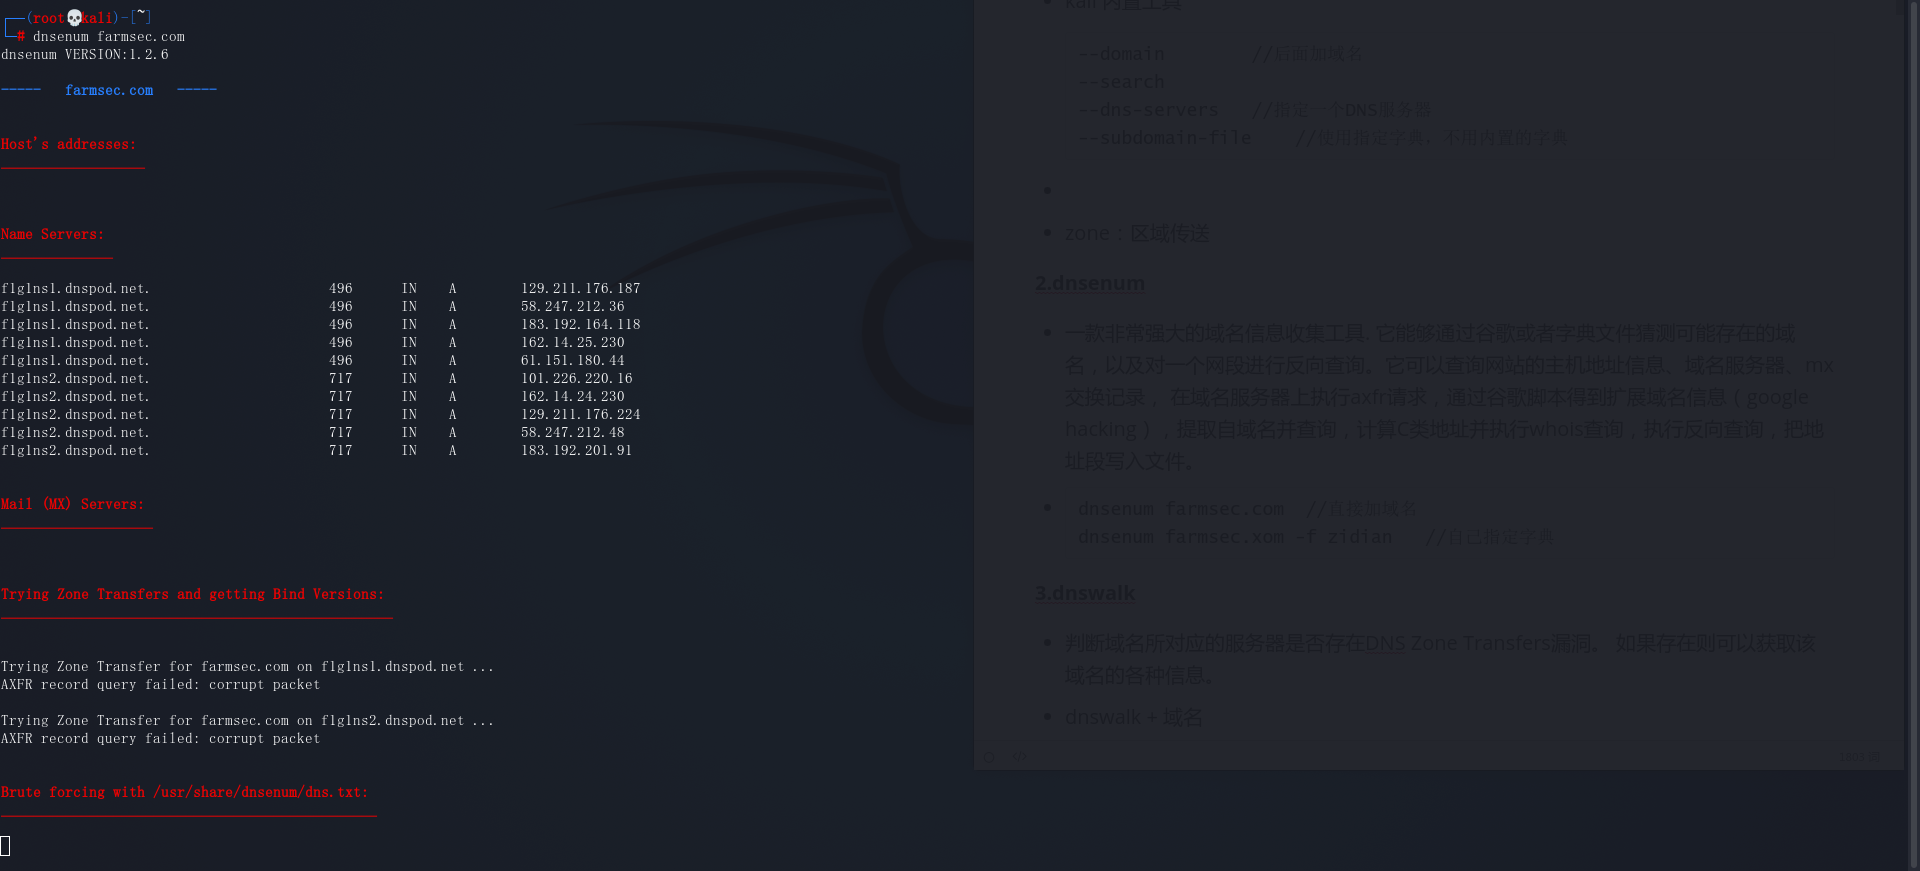 ┌──(root💀kali)-[~]
└─# dnsenum farmsec.com
dnsenum VERSION:1.2.6
----- farmsec.com -----
Host's addresses:
__________________
Name Servers:
______________
f1g1ns1.dnspod.net. 496 IN A 129.211.176.187
f1g1ns1.dnspod.net. 496 IN A 58.247.212.36
f1g1ns1.dnspod.net. 496 IN A 183.192.164.118
f1g1ns1.dnspod.net. 496 IN A 162.14.25.230
f1g1ns1.dnspod.net. 496 IN A 61.151.180.44
f1g1ns2.dnspod.net. 717 IN A 101.226.220.16
f1g1ns2.dnspod.net. 717 IN A 162.14.24.230
f1g1ns2.dnspod.net. 717 IN A 129.211.176.224
f1g1ns2.dnspod.net. 717 IN A 58.247.212.48
f1g1ns2.dnspod.net. 717 IN A 183.192.201.91
Mail (MX) Servers:
___________________
Trying Zone Transfers and getting Bind Versions:
_________________________________________________
Trying Zone Transfer for farmsec.com on f1g1ns1.dnspod.net ...
AXFR record query failed: corrupt packet
Trying Zone Transfer for farmsec.com on f1g1ns2.dnspod.net ...
AXFR record query failed: corrupt packet
Brute forcing with /usr/share/dnsenum/dns.txt:
_______________________________________________
kali 内置工具
--domain //后面加域名
--search
--dns-servers //指定一个DNS服务器
--subdomain-file //使用指定字典，不用内置的字典
zone：区域传送
2.dnsenum
一款非常强大的域名信息收集工具. 它能够通过谷歌或者字典文件猜测可能存在的域
名，以及对一个网段进行反向查询。它可以查询网站的主机地址信息、域名服务器、mx
交换记录， 在域名服务器上执行axfr请求，通过谷歌脚本得到扩展域名信息（google
hacking），提取自域名并查询，计算C类地址并执行whois查询，执行反向查询，把地
址段写入文件。
dnsenum farmsec.com //直接加域名
dnsenum farmsec.xom -f zidian //自己指定字典
3.dnswalk
判断域名所对应的服务器是否存在DNS Zone Transfers漏洞。 如果存在则可以获取该
域名的各种信息。
dnswalk + 域名